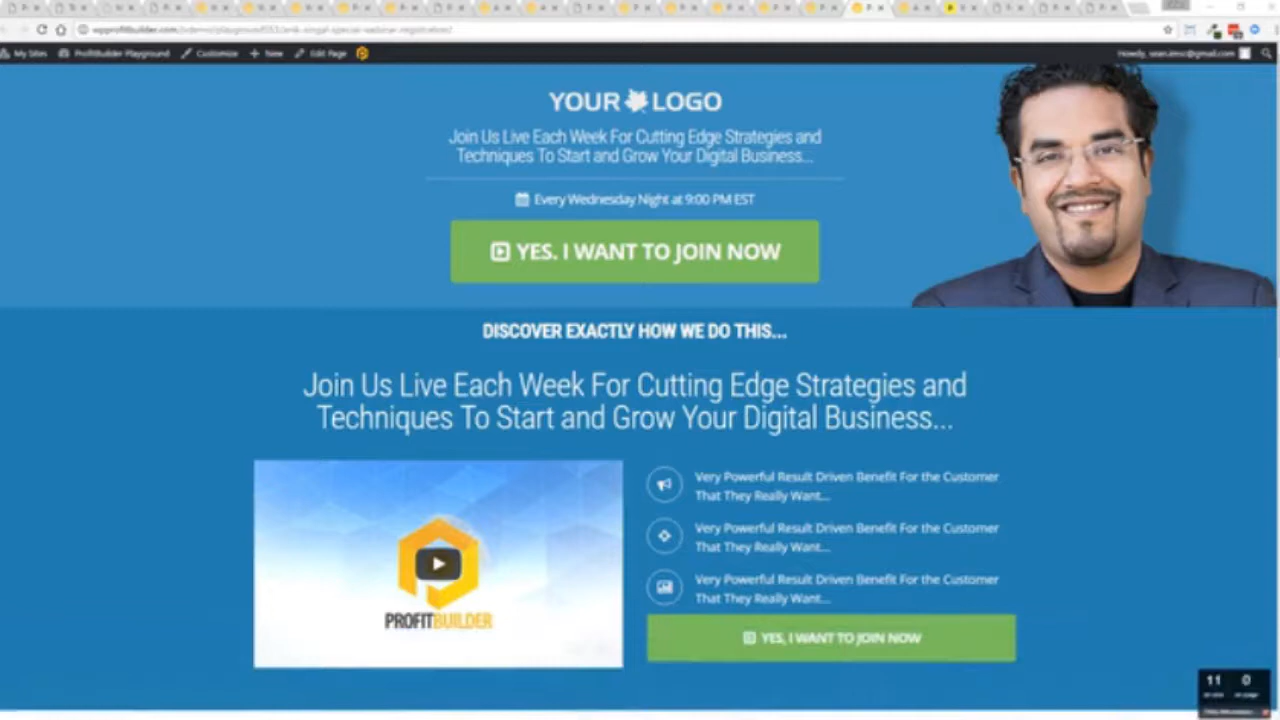 My Sites ProfitBuilder Playground Customize New Edit Page
YOUR LOGO
Join Us Live Each Week For Cutting Edge Strategies and
Techniques To Start and Grow Your Digital Business...
Every Wednesday Night at 9:00 PM EST
YES. I WANT TO JOIN NOW
DISCOVER EXACTLY HOW WE DO THIS...
Join Us Live Each Week For Cutting Edge Strategies and
Techniques To Start and Grow Your Digital Business...
PROFITBUILDER
Very Powerful Result Driven Benefit For the Customer
That They Really Want...
Very Powerful Result Driven Benefit For the Customer
That They Really Want...
Very Powerful Result Driven Benefit For the Customer
That They Really Want...
YES, I WANT TO JOIN NOW
11 0